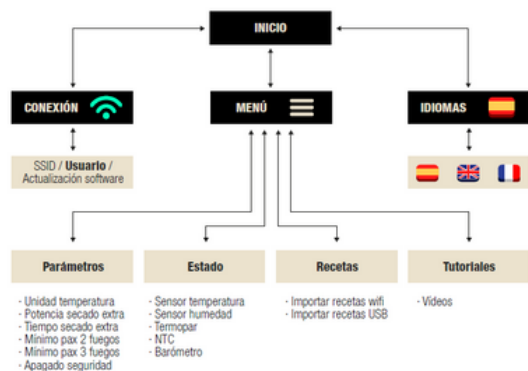 INICIO
CONEXIÓN
MENÚ
IDIOMAS
SSID / Usuario /
Actualización software
Parámetros
- Unidad temperatura
- Potencia secado extra
- Tiempo secado extra
- Mínimo pax 2 fuegos
- Mínimo pax 3 fuegos
- Apagado seguridad
Estado
- Sensor temperatura
- Sensor humedad
- Termopar
- NTC
- Barómetro
Recetas
- Importar recetas wifi
- Importar recetas USB
Tutoriales
- Vídeos